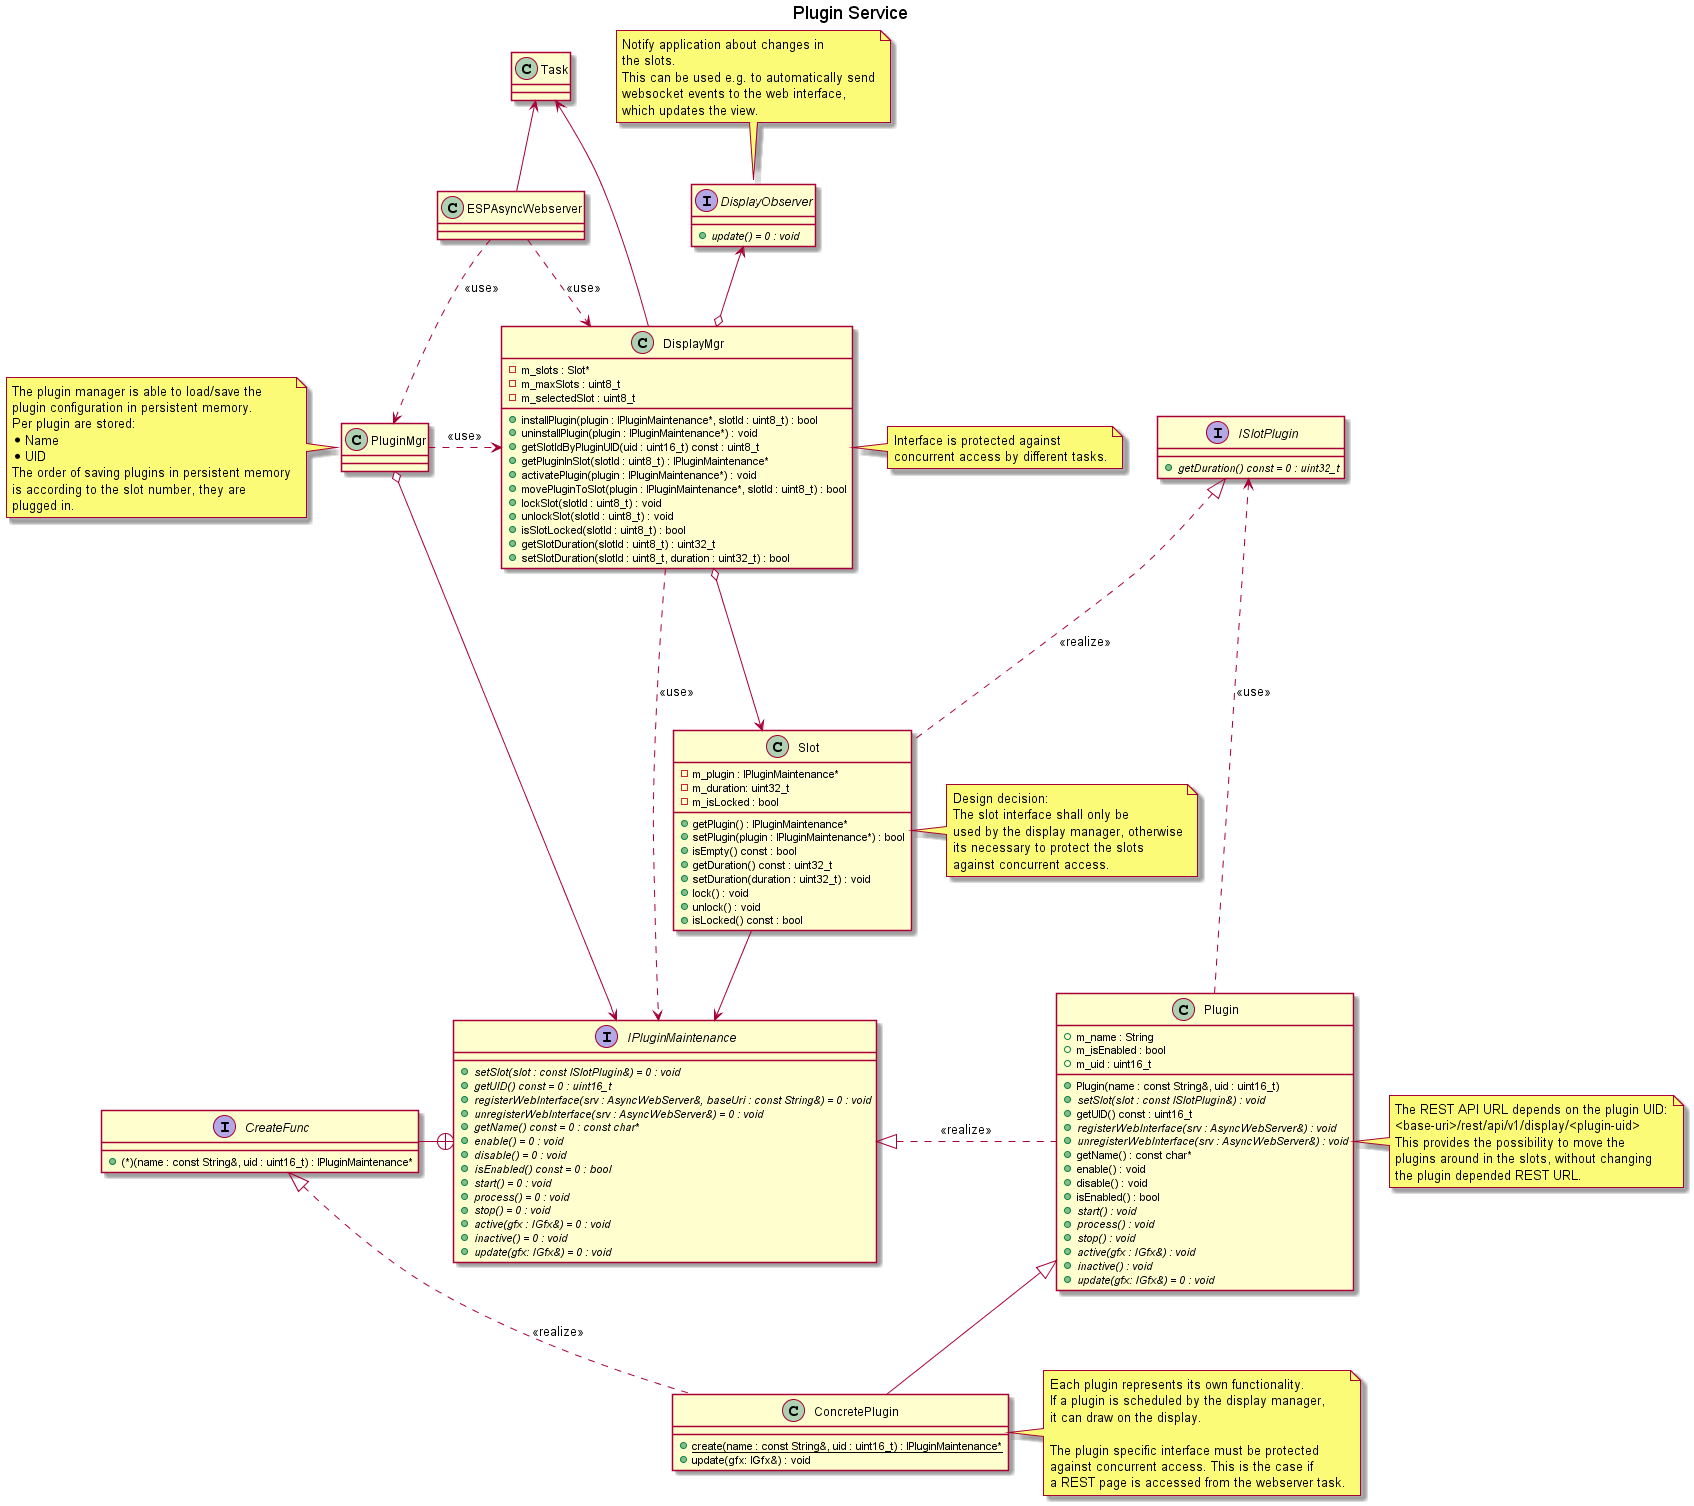 Plugin Service
Notify application about changes in
the slots.
This can be used e.g. to automatically send
websocket events to the web interface,
which updates the view.
C Task
I DisplayObserver
update() = 0 : void
C ESPAsyncWebserver
«use»
«use»
C DisplayMgr
m_slots : Slot*
m_maxSlots : uint8_t
m_selectedSlot : uint8_t
installPlugin(plugin : IPluginMaintenance*, slotId : uint8_t) : bool
uninstallPlugin(plugin : IPluginMaintenance*) : void
getSlotIdByPluginUID(uid : uint16_t) const : uint8_t
getPluginInSlot(slotId : uint8_t) : IPluginMaintenance*
activatePlugin(plugin : IPluginMaintenance*) : void
movePluginToSlot(plugin : IPluginMaintenance*, slotId : uint8_t) : bool
lockSlot(slotId : uint8_t) : void
unlockSlot(slotId : uint8_t) : void
isSlotLocked(slotId : uint8_t) : bool
getSlotDuration(slotId : uint8_t) : uint32_t
setSlotDuration(slotId : uint8_t, duration : uint32_t) : bool
The plugin manager is able to load/save the
plugin configuration in persistent memory.
Per plugin are stored:
• Name
• UID
The order of saving plugins in persistent memory
is according to the slot number, they are
plugged in.
C PluginMgr
«use»
Interface is protected against
concurrent access by different tasks.
I ISlotPlugin
getDuration() const = 0 : uint32_t
«realize»
«use»
«use»
C Slot
m_plugin : IPluginMaintenance*
m_duration: uint32_t
m_isLocked : bool
getPlugin() : IPluginMaintenance*
setPlugin(plugin : IPluginMaintenance*) : bool
isEmpty() const : bool
getDuration() const : uint32_t
setDuration(duration : uint32_t) : void
lock() : void
unlock() : void
isLocked() const : bool
Design decision:
The slot interface shall only be
used by the display manager, otherwise
its necessary to protect the slots
against concurrent access.
I IPluginMaintenance
setSlot(slot : const ISlotPlugin&) = 0 : void
getUID() const = 0 : uint16_t
registerWebInterface(srv : AsyncWebServer&, baseUri : const String&) = 0 : void
unregisterWebInterface(srv : AsyncWebServer&) = 0 : void
getName() const = 0 : const char*
enable() = 0 : void
disable() = 0 : void
isEnabled() const = 0 : bool
start() = 0 : void
process() = 0 : void
stop() = 0 : void
active(gfx : IGfx&) = 0 : void
inactive() = 0 : void
update(gfx: IGfx&) = 0 : void
C Plugin
m_name : String
m_isEnabled : bool
m_uid : uint16_t
Plugin(name : const String&, uid : uint16_t)
setSlot(slot : const ISlotPlugin&) : void
getUID() const : uint16_t
registerWebInterface(srv : AsyncWebServer&) : void
unregisterWebInterface(srv : AsyncWebServer&) : void
getName() : const char*
enable() : void
disable() : void
isEnabled() : bool
start() : void
process() : void
stop() : void
active(gfx : IGfx&) : void
inactive() : void
update(gfx: IGfx&) = 0 : void
«realize»
The REST API URL depends on the plugin UID:
<base-uri>/rest/api/v1/display/<plugin-uid>
This provides the possibility to move the
plugins around in the slots, without changing
the plugin depended REST URL.
I CreateFunc
(*)(name : const String&, uid : uint16_t) : IPluginMaintenance*
«realize»
C ConcretePlugin
create(name : const String&, uid : uint16_t) : IPluginMaintenance*
update(gfx: IGfx&) : void
Each plugin represents its own functionality.
If a plugin is scheduled by the display manager,
it can draw on the display.
The plugin specific interface must be protected
against concurrent access. This is the case if
a REST page is accessed from the webserver task.